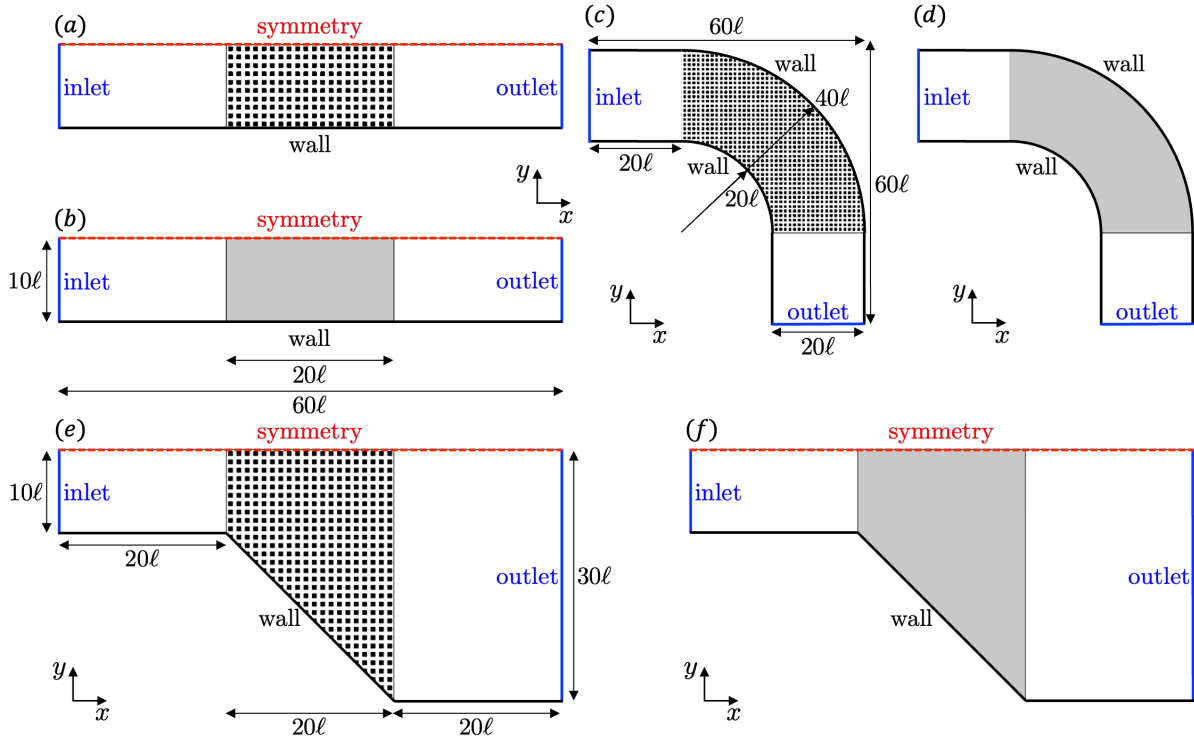 (a)
symmetry
inlet
outlet
wall
y
x
(b)
symmetry
10ℓ
inlet
outlet
wall
20ℓ
60ℓ
(c)
60ℓ
wall
inlet
40ℓ
20ℓ
wall
20ℓ
60ℓ
y
x
outlet
20ℓ
(d)
wall
inlet
wall
y
x
outlet
(e)
symmetry
10ℓ
inlet
20ℓ
outlet
30ℓ
wall
y
x
20ℓ
20ℓ
(f)
symmetry
inlet
outlet
wall
y
x